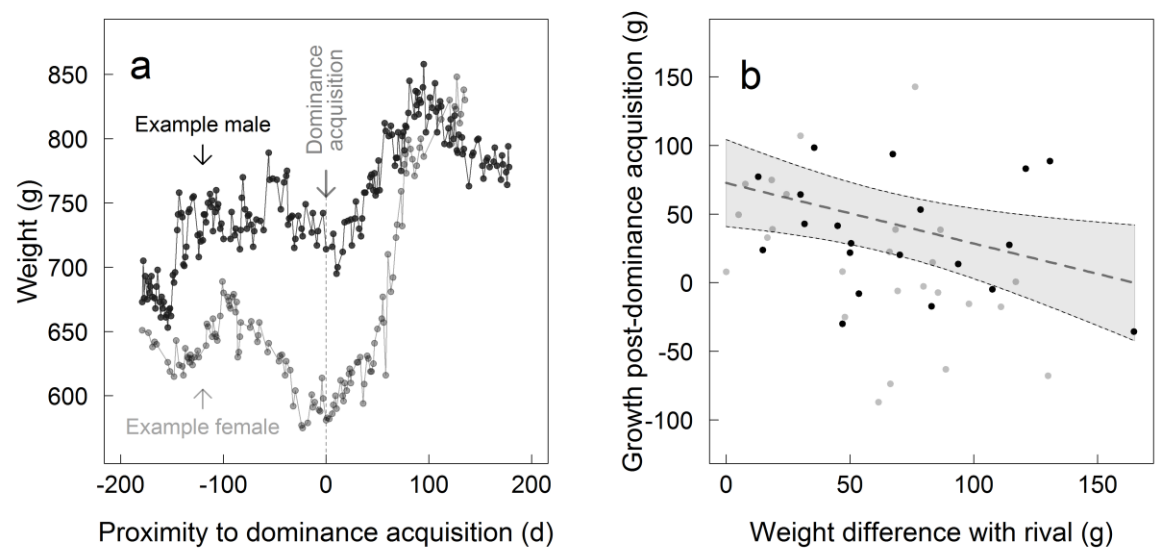 a
Example male
Dominance
acquisition
Example female
Weight (g)
850
800
750
700
650
600
-200
-100
0
100
200
Proximity to dominance acquisition (d)
b
Growth post-dominance acquisition (g)
150
100
50
0
-50
-100
0
50
100
150
Weight difference with rival (g)